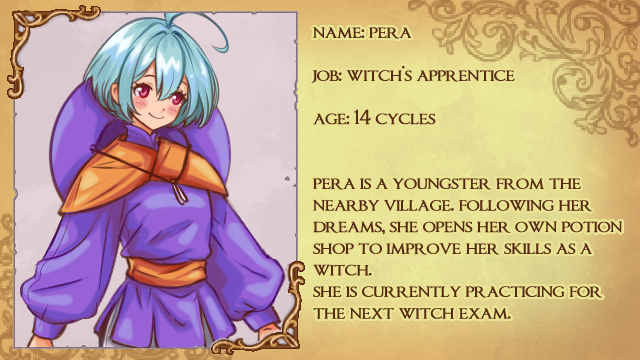 NAME: PERA
JOB: WITCH'S APPRENTICE
AGE: 14 CYCLES
PERA IS A YOUNGSTER FROM THE
NEARBY VILLAGE. FOLLOWING HER
DREAMS, SHE OPENS HER OWN POTION
SHOP TO IMPROVE HER SKILLS AS A
WITCH.
SHE IS CURRENTLY PRACTICING FOR
THE NEXT WITCH EXAM.